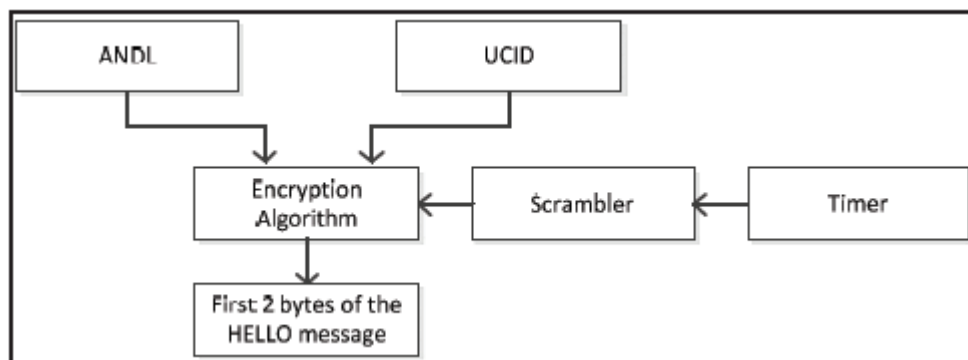 ANDL
UCID
Encryption
Algorithm
Scrambler
Timer
First 2 bytes of the
HELLO message